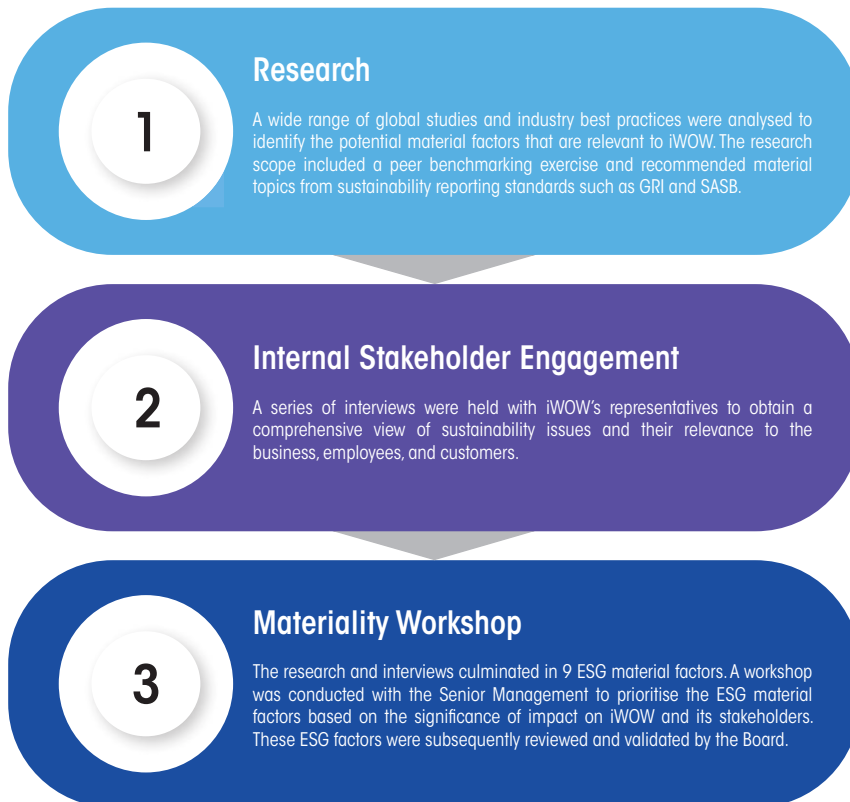 1
Research
A wide range of global studies and industry best practices were analysed to
identify the potential material factors that are relevant to iWOW. The research
scope included a peer benchmarking exercise and recommended material
topics from sustainability reporting standards such as GRI and SASB.
2
Internal Stakeholder Engagement
A series of interviews were held with iWOW's representatives to obtain a
comprehensive view of sustainability issues and their relevance to the
business, employees, and customers.
3
Materiality Workshop
The research and interviews culminated in 9 ESG material factors. A workshop
was conducted with the Senior Management to prioritise the ESG material
factors based on the significance of impact on iWOW and its stakeholders.
These ESG factors were subsequently reviewed and validated by the Board.